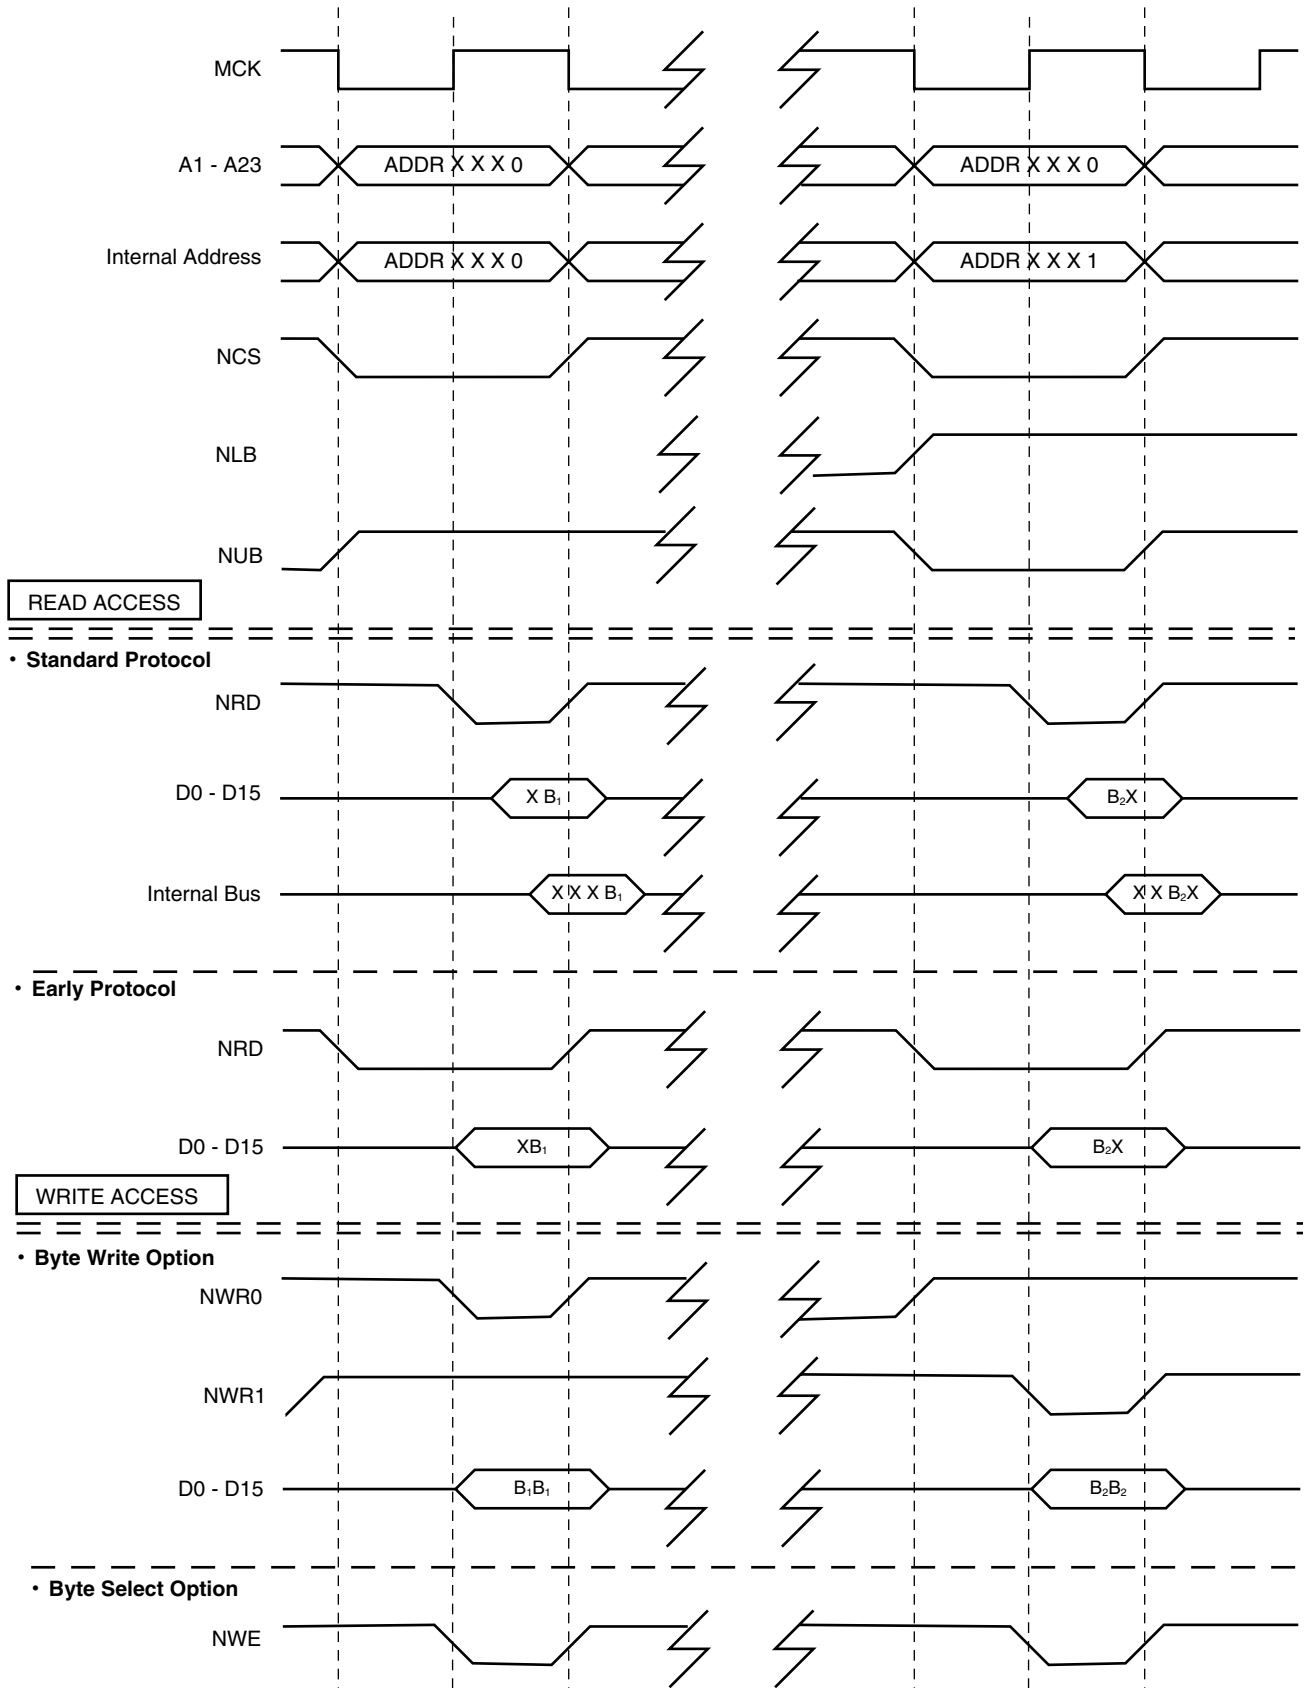 MCK
A1 - A23 ADDR X X X 0 ADDR X X X 0
Internal Address ADDR X X X 0 ADDR X X X 1
NCS
NLB
NUB
READ ACCESS
• Standard Protocol
NRD
D0 - D15 X B₁ B₂X
Internal Bus X X X B₁ X X B₂X
• Early Protocol
NRD
D0 - D15 XB₁ B₂X
WRITE ACCESS
• Byte Write Option
NWR0
NWR1
D0 - D15 B₁B₁ B₂B₂
• Byte Select Option
NWE